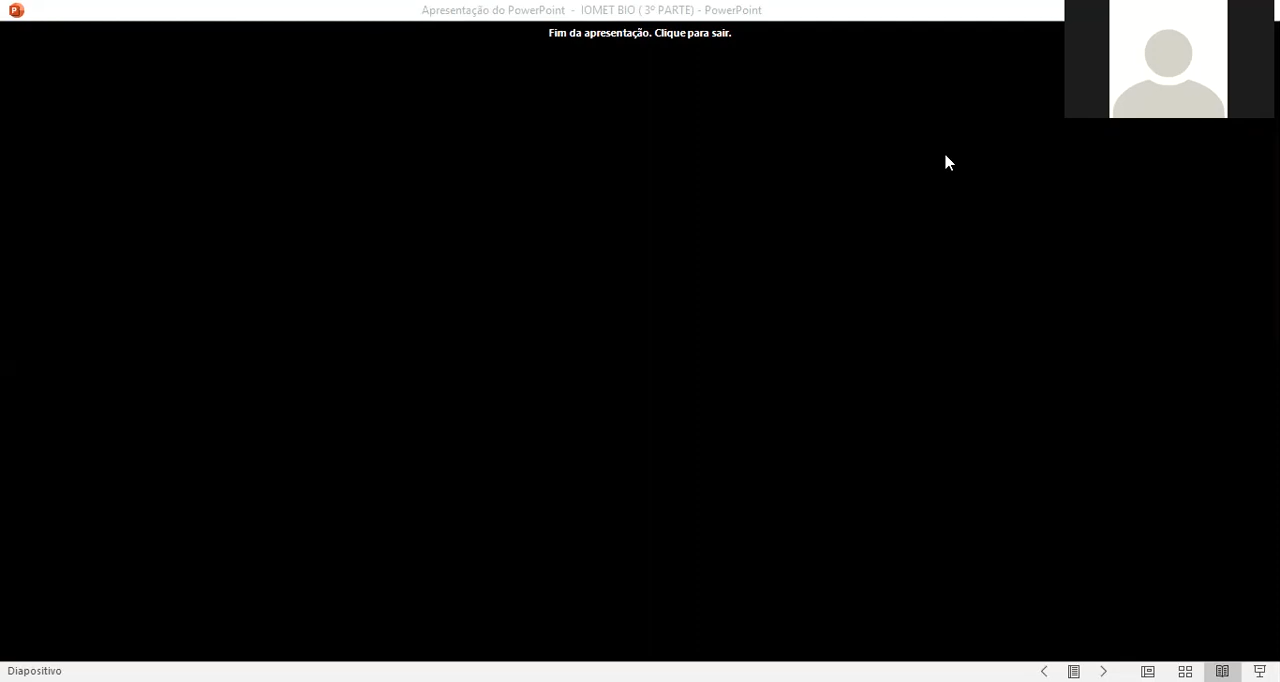 Apresentação do PowerPoint - IOMET BIO ( 3º PARTE) - PowerPoint
Fim da apresentação. Clique para sair.
Diapositivo